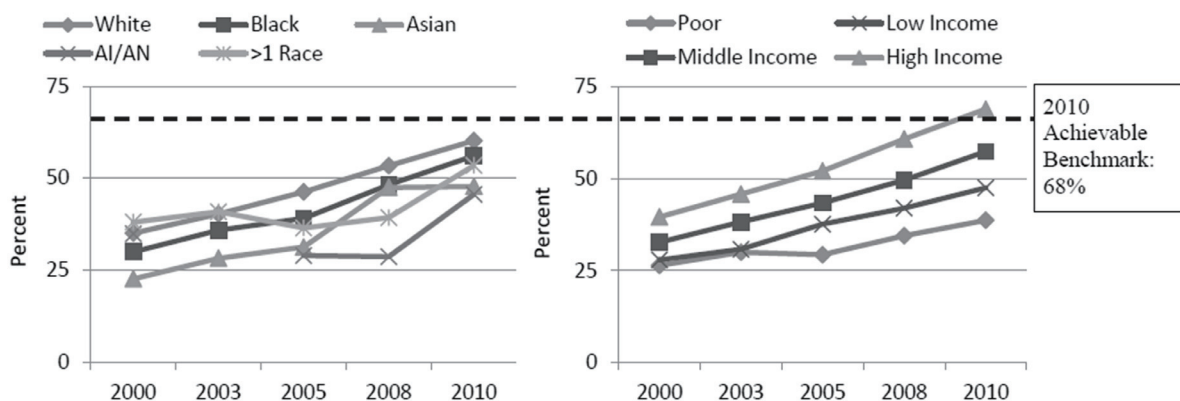 White Black Asian
AI/AN >1 Race
75
50
25
0
Percent
2000 2003 2005 2008 2010
Poor Low Income
Middle Income High Income
75
50
25
0
Percent
2000 2003 2005 2008 2010
2010
Achievable
Benchmark:
68%